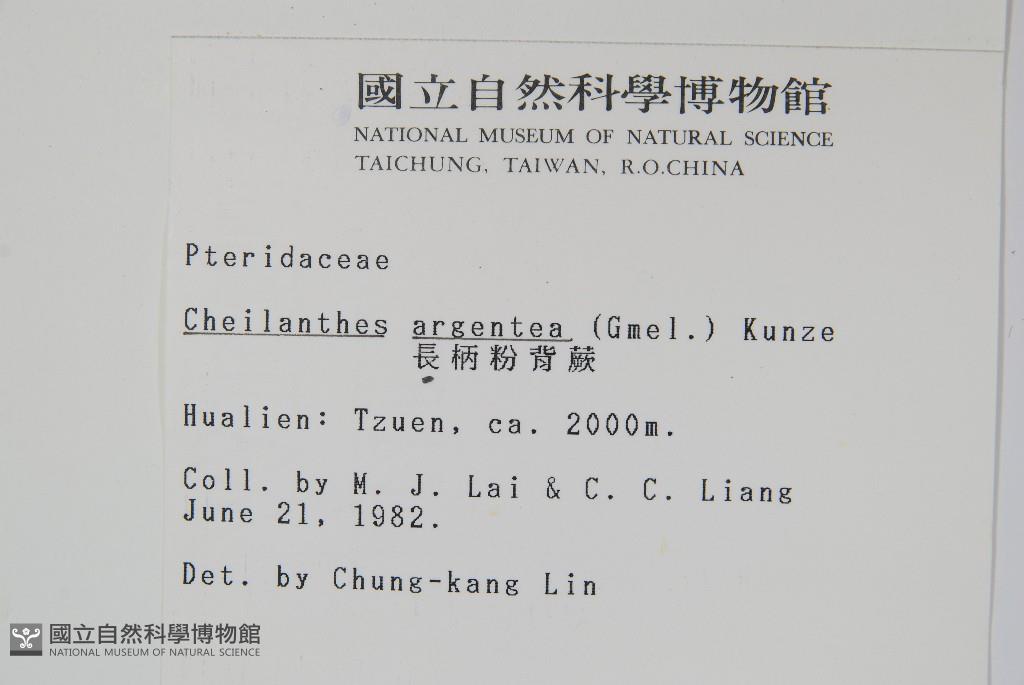 國立自然科學博物館
NATIONAL MUSEUM OF NATURAL SCIENCE
TAICHUNG, TAIWAN, R.O.CHINA
Pteridaceae
Cheilanthes argentea (Gmel.) Kunze
長柄粉背蕨
Hualien: Tzuen, ca. 2000m.
Coll. by M. J. Lai & C. C. Liang
June 21, 1982.
Det. by Chung-kang Lin
國立自然科學博物館
NATIONAL MUSEUM OF NATURAL SCIENCE